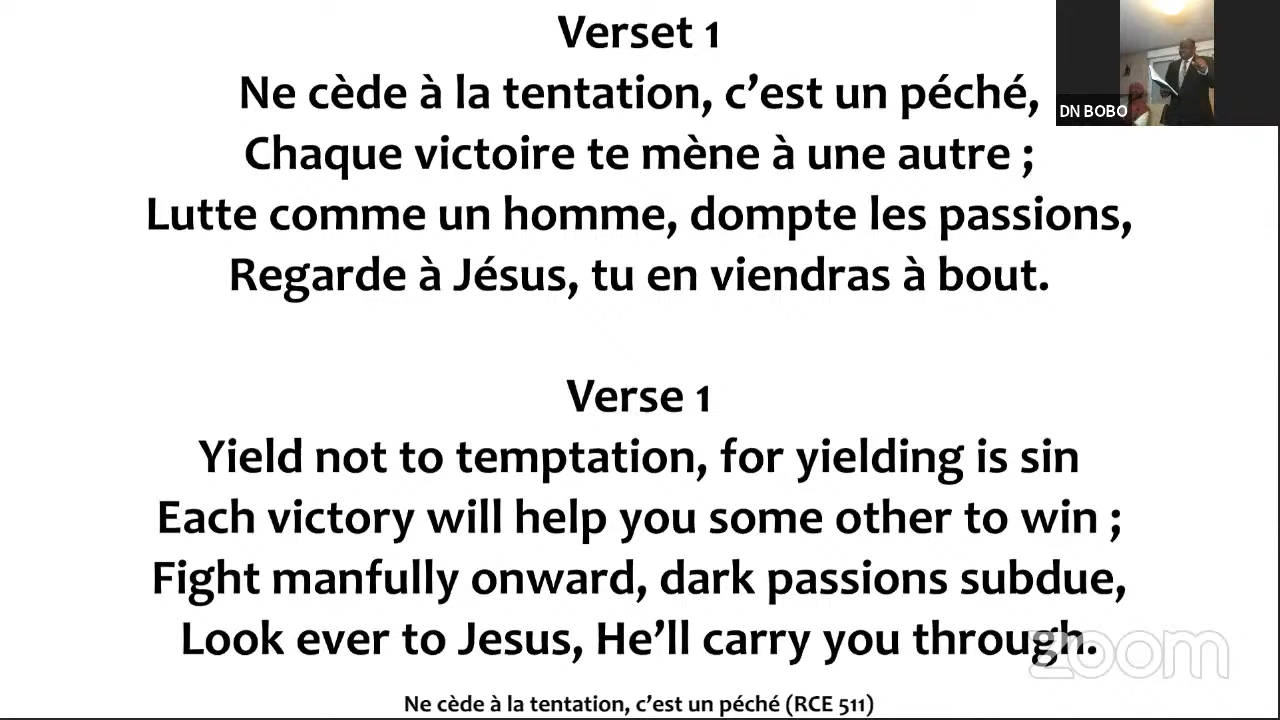 Verset 1
Ne cède à la tentation, c’est un péché,
Chaque victoire te mène à une autre ;
Lutte comme un homme, dompte les passions,
Regarde à Jésus, tu en viendras à bout.
Verse 1
Yield not to temptation, for yielding is sin
Each victory will help you some other to win ;
Fight manfully onward, dark passions subdue,
Look ever to Jesus, He’ll carry you through.
Ne cède à la tentation, c’est un péché (RCE 511)
DN BOBO
zoom